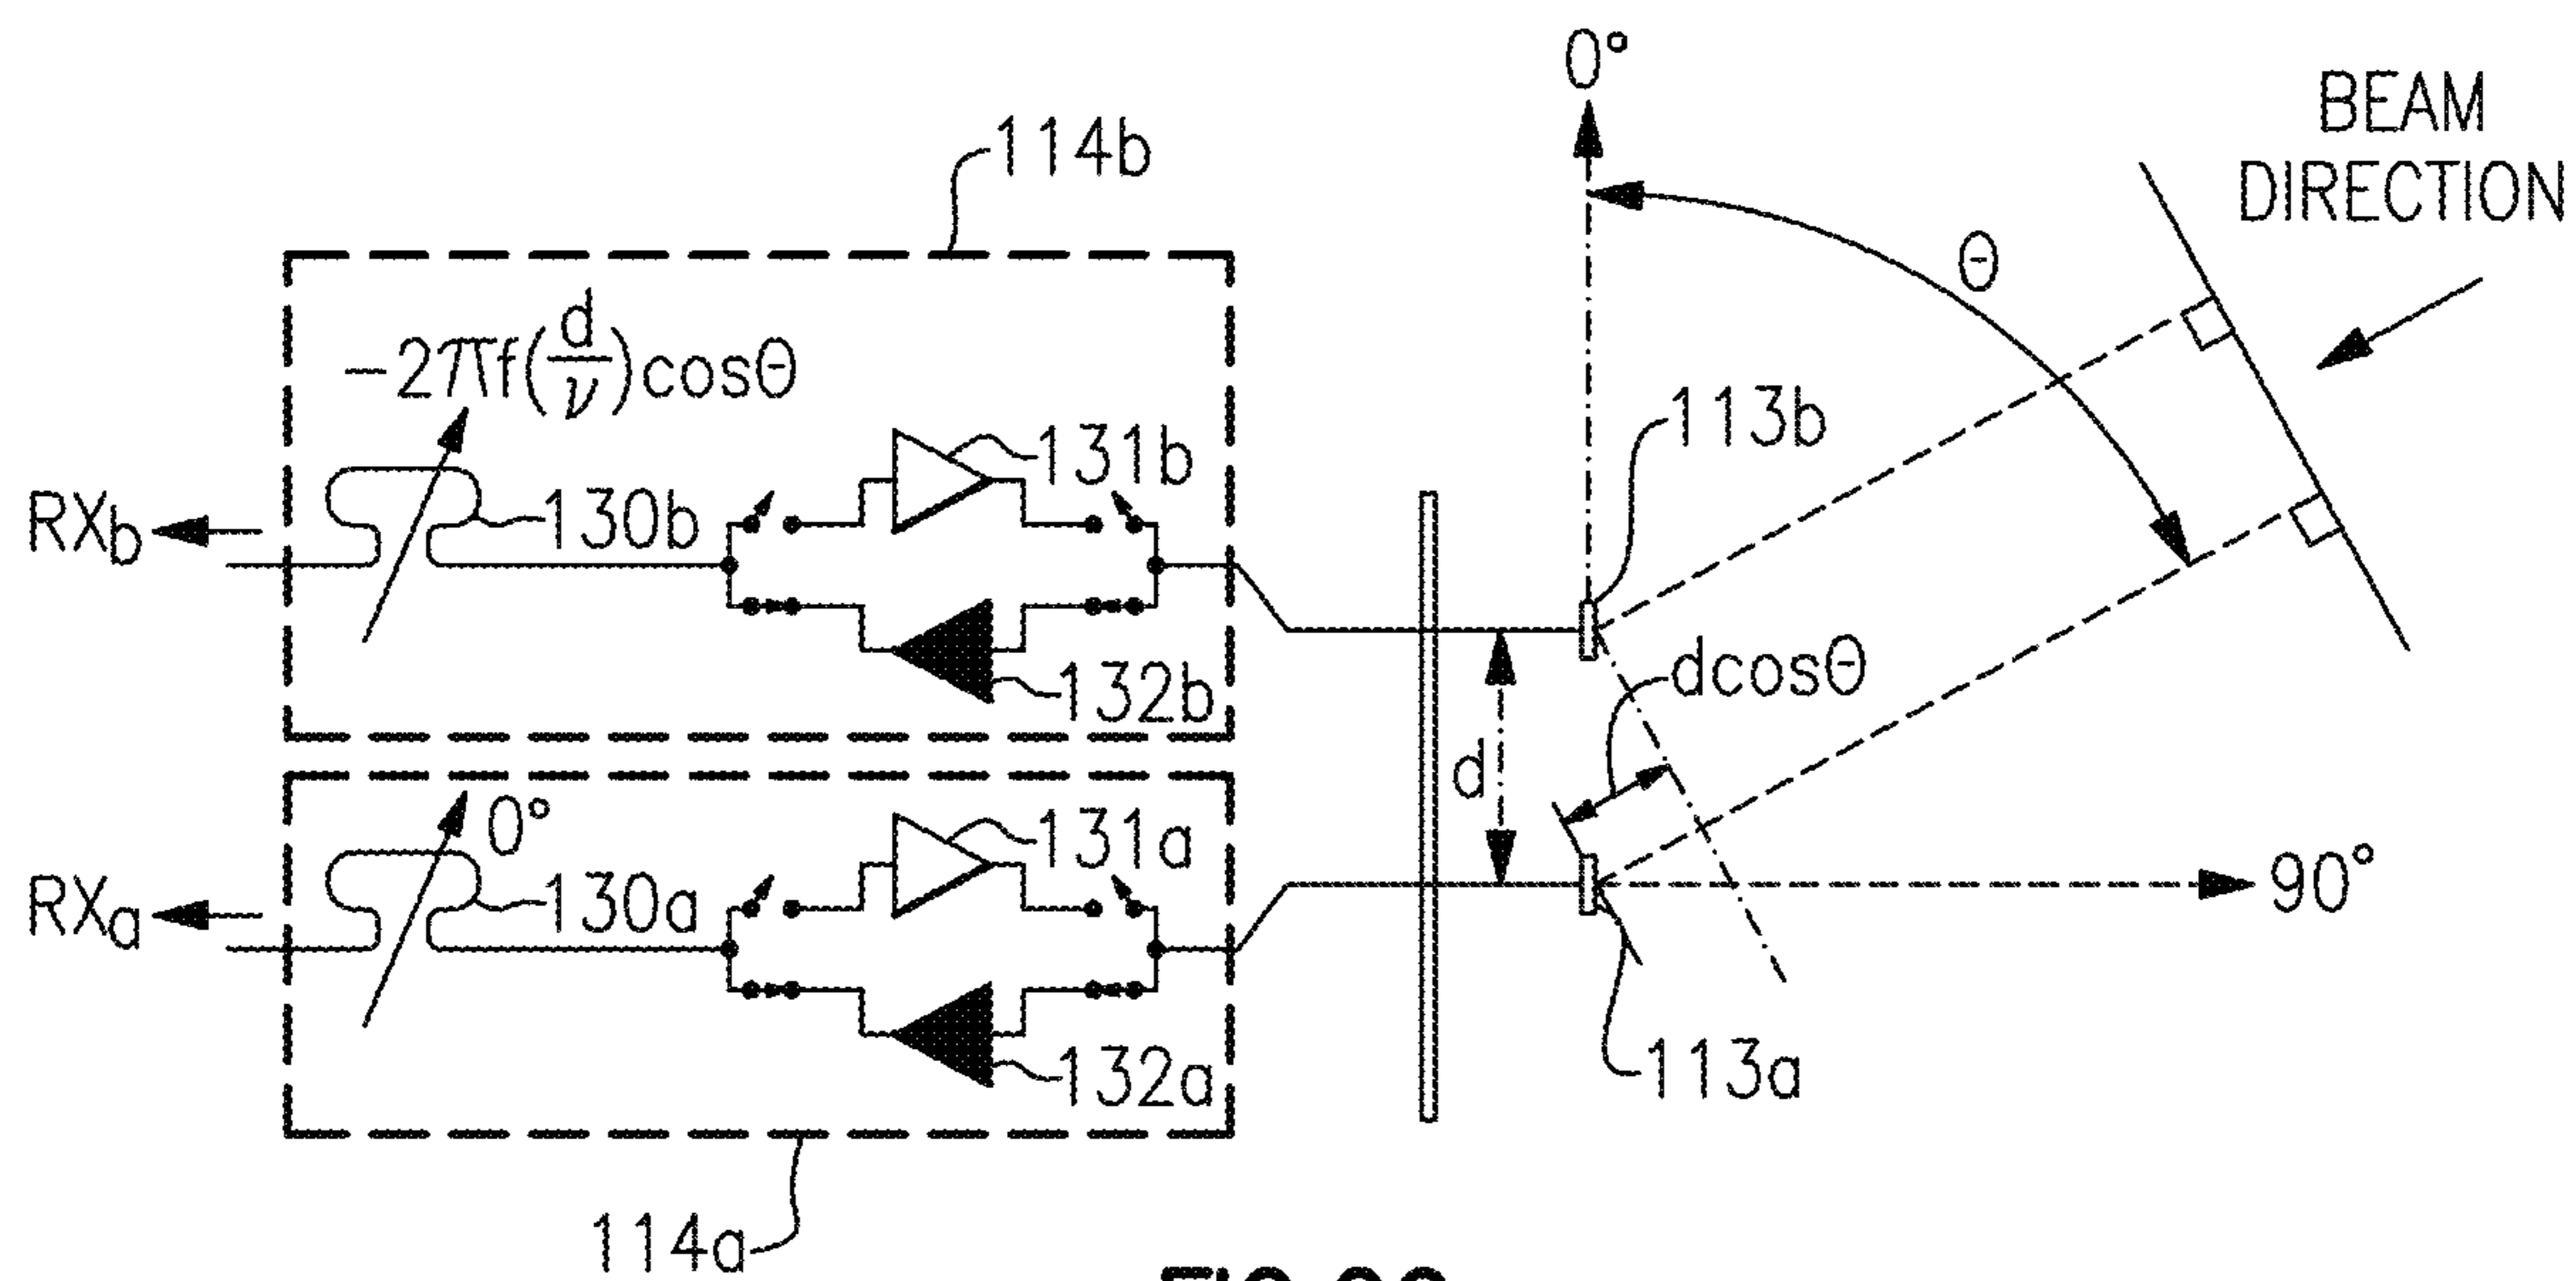 0°
BEAM
DIRECTION
114b
θ
-2πf(d/ν)cosθ
113b
131b
RXb
130b
dcosθ
132b
d
0°
131a
RXa
130a
90°
132a
113a
114a